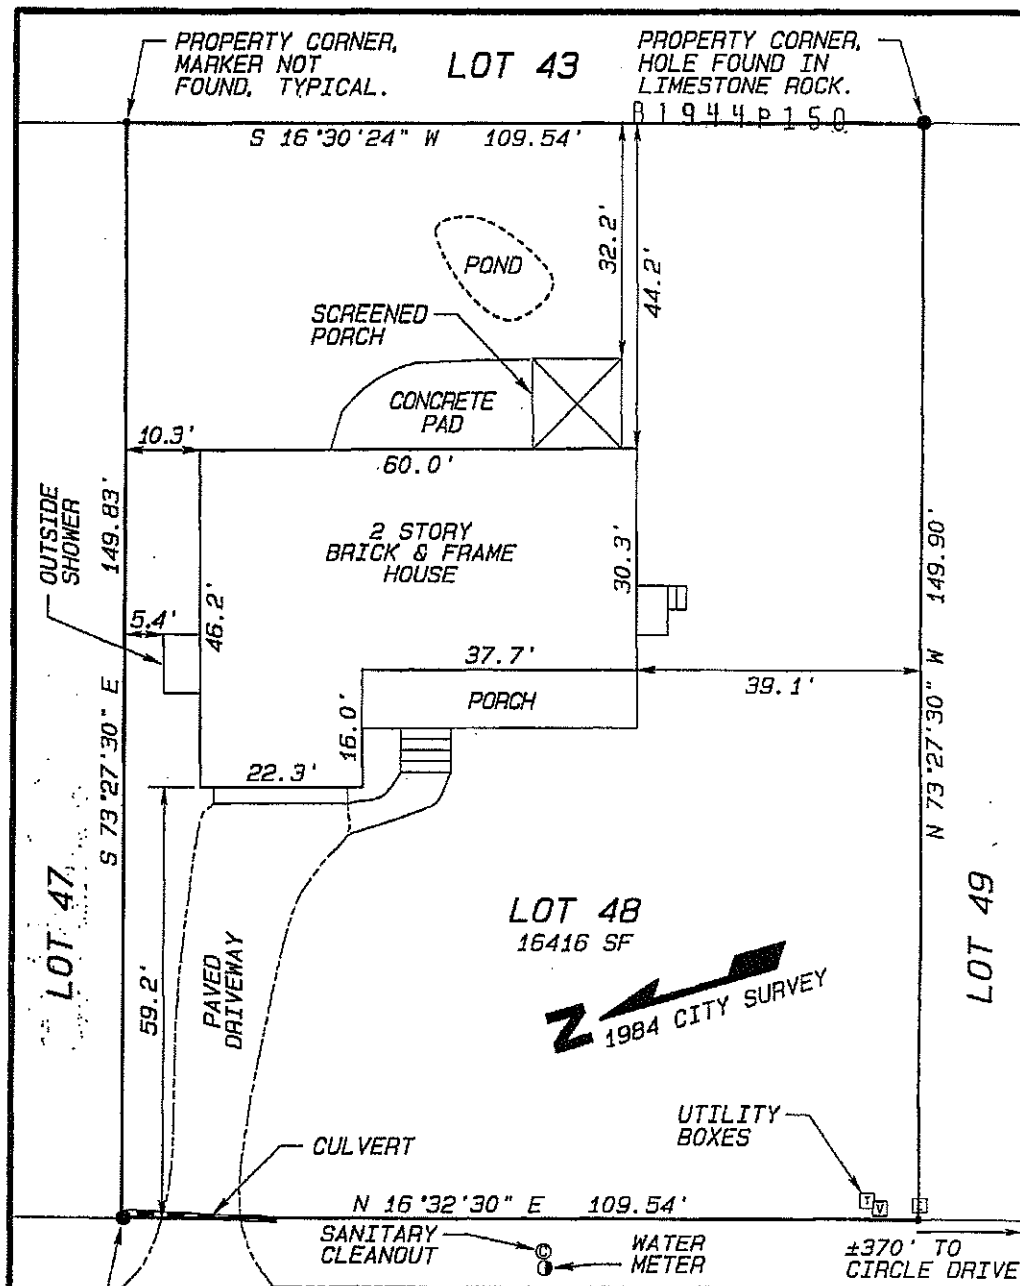 PROPERTY CORNER,
MARKER NOT
FOUND, TYPICAL.
LOT 43
PROPERTY CORNER,
HOLE FOUND IN
LIMESTONE ROCK.
B1944P150
S 16°30'24" W 109.54'
32.2'
44.2'
POND
SCREENED
PORCH
CONCRETE
PAD
10.3'
60.0'
OUTSIDE
SHOWER
149.83'
S 73°27'30" E
2 STORY
BRICK & FRAME
HOUSE
30.3'
149.90'
N 73°27'30" W
5.4'
46.2'
37.7'
39.1'
PORCH
16.0'
22.3'
LOT 47
59.2'
PAVED
DRIVEWAY
LOT 48
16416 SF
LOT 49
N
1984 CITY SURVEY
UTILITY
BOXES
T
V
CULVERT
N 16°32'30" E 109.54'
SANITARY
CLEANOUT
C
WATER
METER
±370' TO
CIRCLE DRIVE